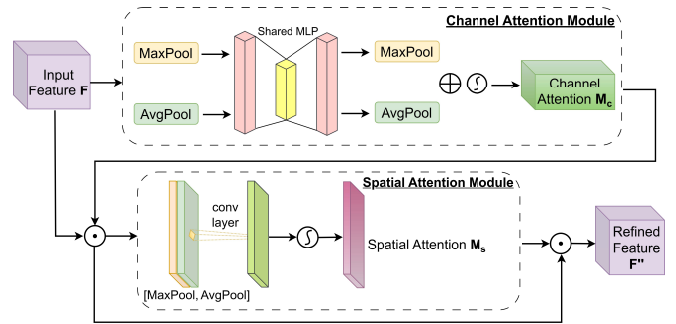 Channel Attention Module
Shared MLP
Input
Feature F
MaxPool
AvgPool
MaxPool
AvgPool
Channel
Attention Mc
Spatial Attention Module
conv
layer
[MaxPool, AvgPool]
Spatial Attention Ms
Refined
Feature
F"